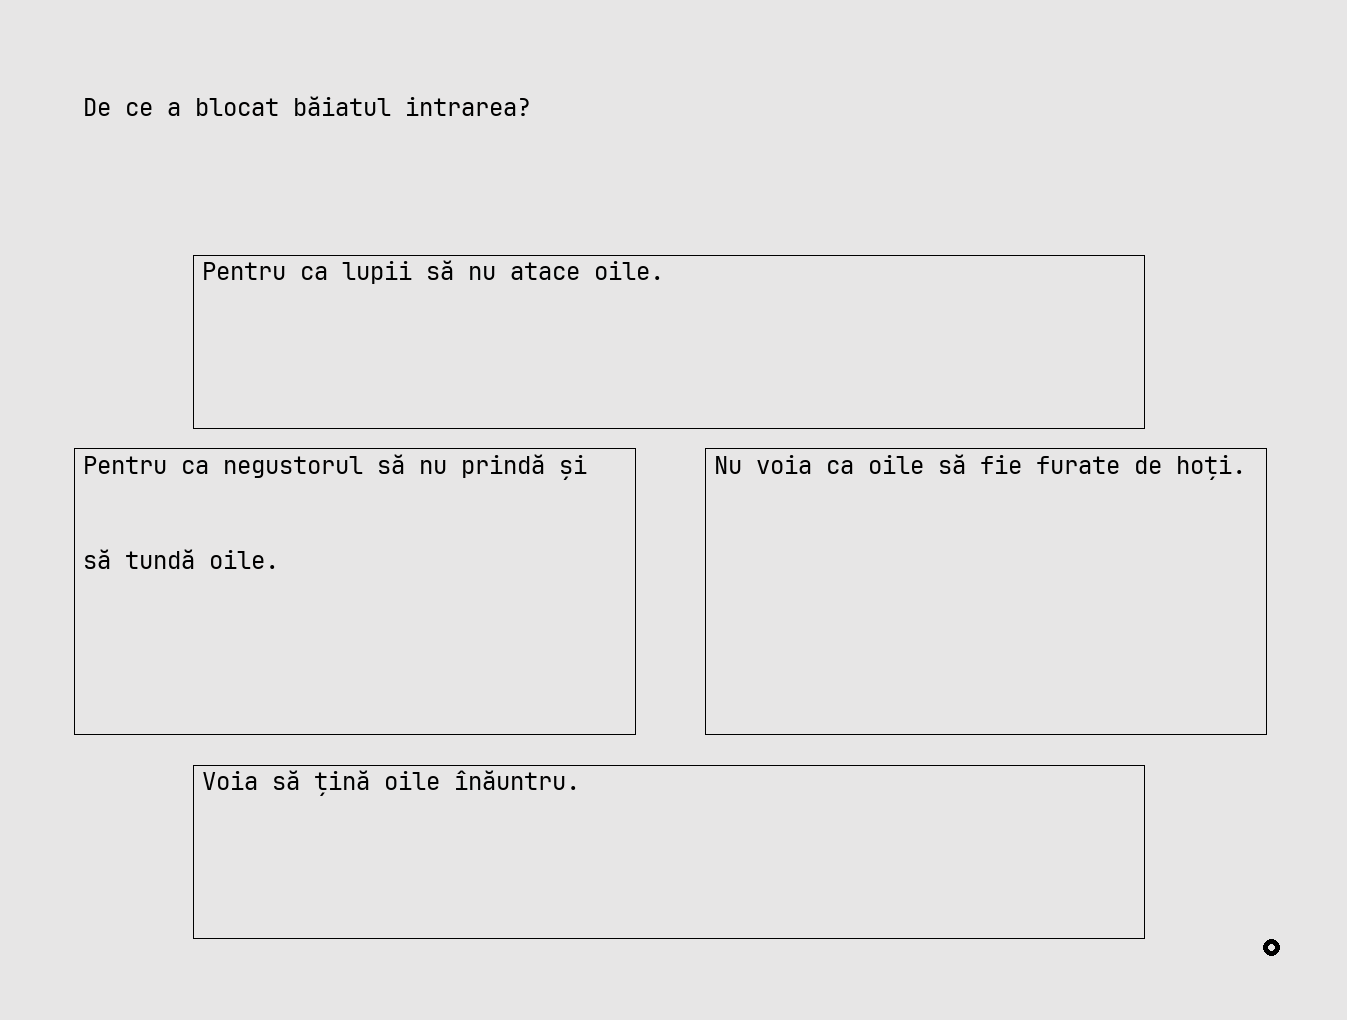 De ce a blocat băiatul intrarea?
Pentru ca lupii să nu atace oile.
Pentru ca negustorul să nu prindă și
să tundă oile.
Nu voia ca oile să fie furate de hoți.
Voia să țină oile înăuntru.